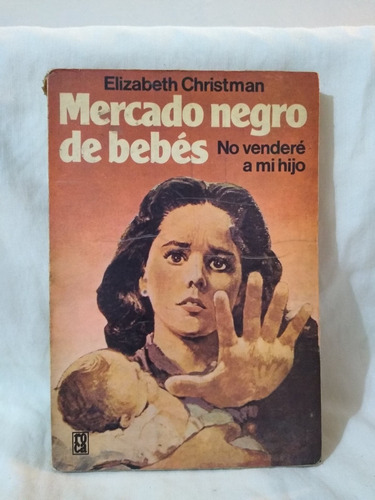 Elizabeth Christman
Mercado negro
de bebés
No venderé
a mi hijo
roca